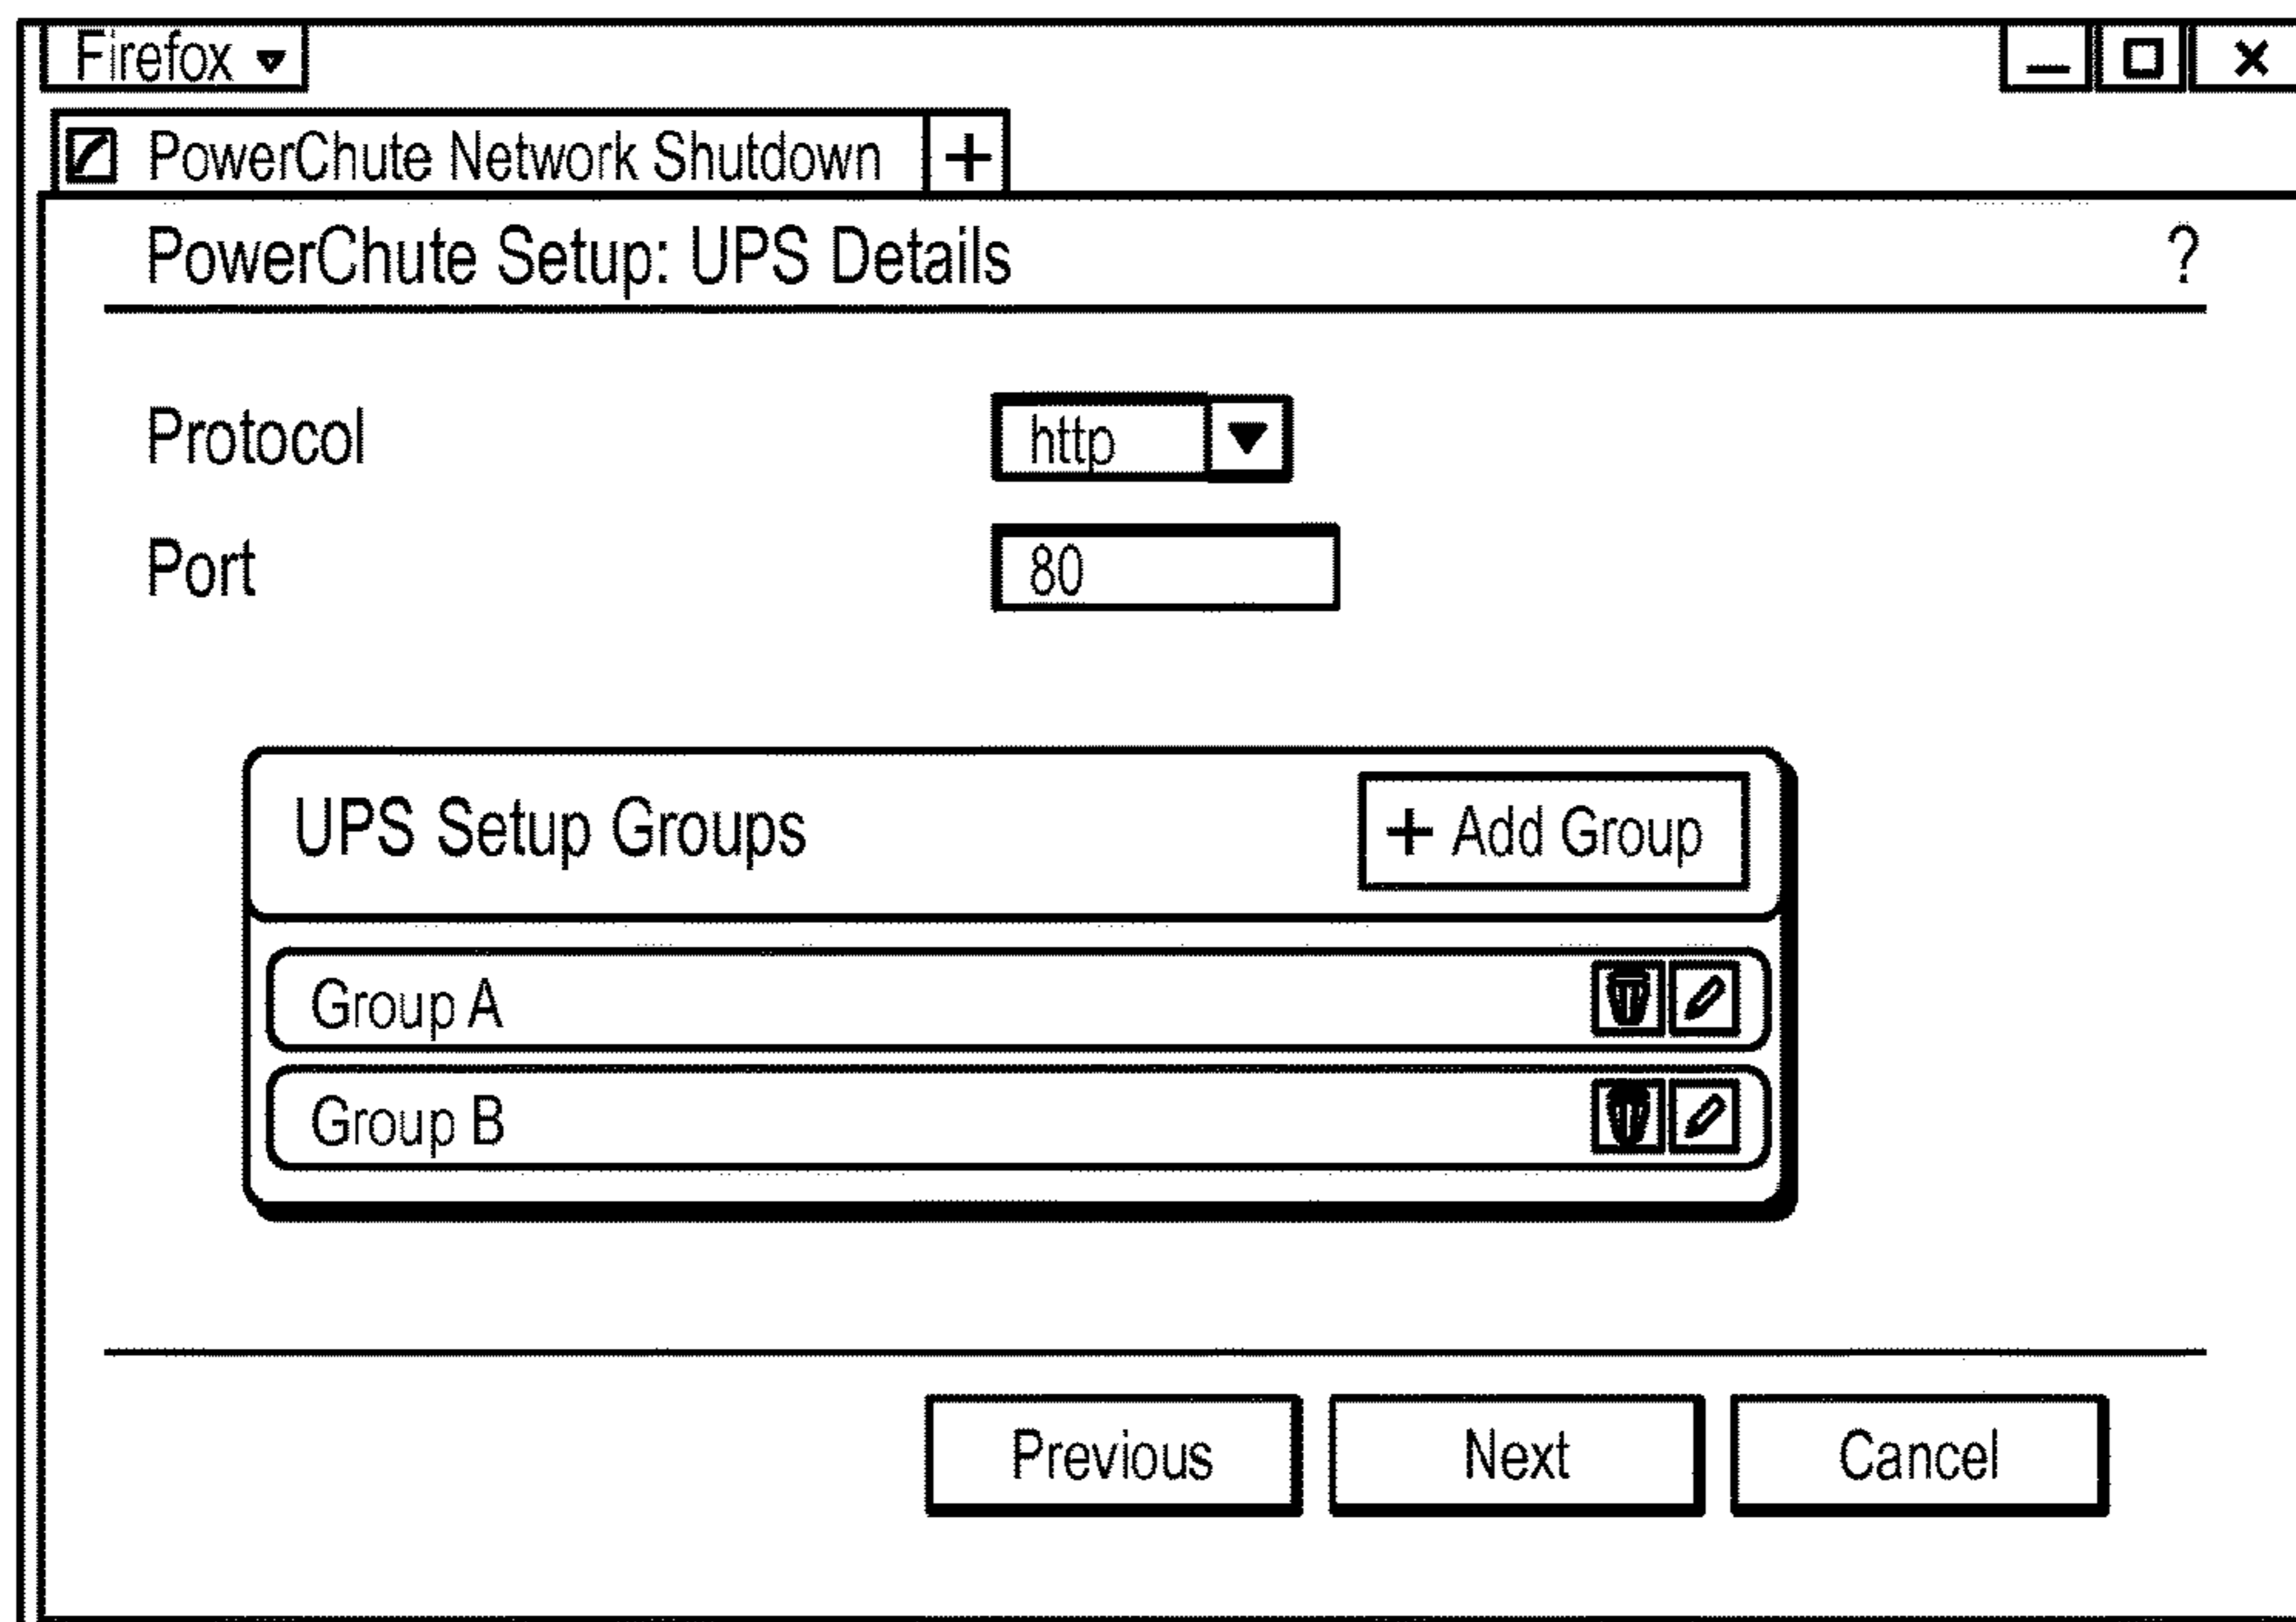 Firefox
PowerChute Network Shutdown +
PowerChute Setup: UPS Details ?
Protocol http
Port 80
UPS Setup Groups + Add Group
Group A
Group B
Previous Next Cancel